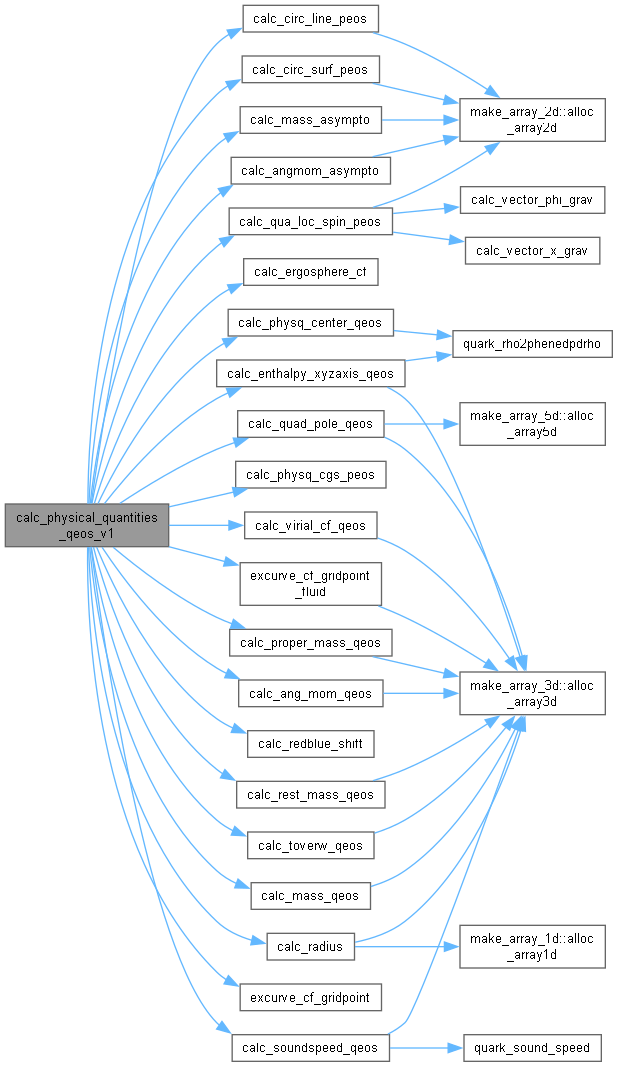 calc_circ_line_peos
calc_circ_surf_peos
calc_mass_asympto
make_array_2d::alloc
_array2d
calc_angmom_asympto
calc_qua_loc_spin_peos
calc_vector_phi_grav
calc_vector_x_grav
calc_ergosphere_cf
calc_physq_center_qeos
quark_rho2phenedpdrho
calc_enthalpy_xyzaxis_qeos
calc_quad_pole_qeos
make_array_5d::alloc
_array5d
calc_physq_cgs_peos
calc_physical_quantities
_qeos_v1
calc_virial_cf_qeos
excurve_cf_gridpoint
_fluid
calc_proper_mass_qeos
calc_ang_mom_qeos
make_array_3d::alloc
_array3d
calc_redblue_shift
calc_rest_mass_qeos
calc_toverw_qeos
calc_mass_qeos
calc_radius
make_array_1d::alloc
_array1d
excurve_cf_gridpoint
calc_soundspeed_qeos
quark_sound_speed